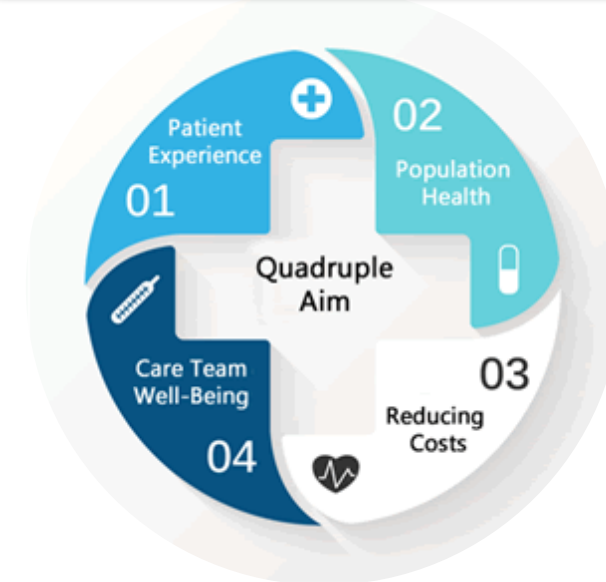 Patient
Experience
01
02
Population
Health
Quadruple
Aim
03
Reducing
Costs
Care Team
Well-Being
04